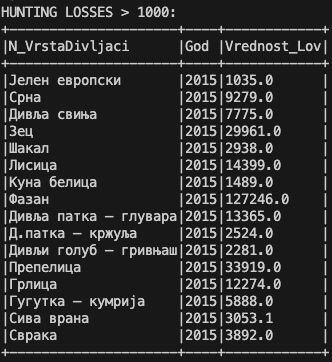 HUNTING LOSSES > 1000:
+----------------------+----+------------+
|N_VrstaDivljaci       |God |Vrednost_Lov|
+----------------------+----+------------+
|Јелен европски        |2015|1035.0      |
|Срна                  |2015|9279.0      |
|Дивља свиња           |2015|7775.0      |
|Зец                   |2015|29961.0     |
|Шакал                 |2015|2938.0      |
|Лисица                |2015|14399.0     |
|Куна белица           |2015|1489.0      |
|Фазан                 |2015|127246.0    |
|Дивља патка – глувара|2015|13365.0     |
|Д.патка – кржуља      |2015|2524.0      |
|Дивљи голуб – гривњаш|2015|2281.0      |
|Препелица             |2015|33919.0     |
|Грлица                |2015|12274.0     |
|Гугутка – кумрија     |2015|5888.0      |
|Сива врана            |2015|3053.1      |
|Сврака                |2015|3892.0      |
+----------------------+----+------------+